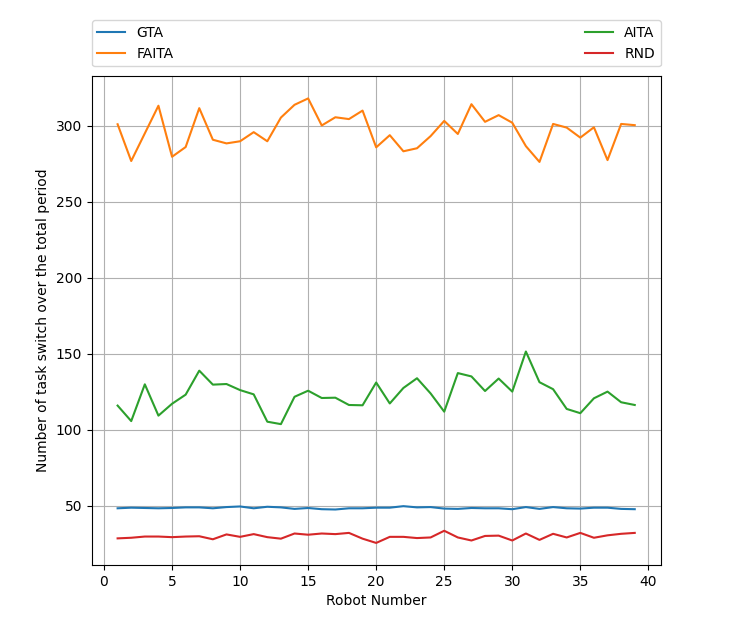 GTA
FAITA
AITA
RND
300
250
200
150
100
50
0 5 10 15 20 25 30 35 40
Number of task switch over the total period
Robot Number